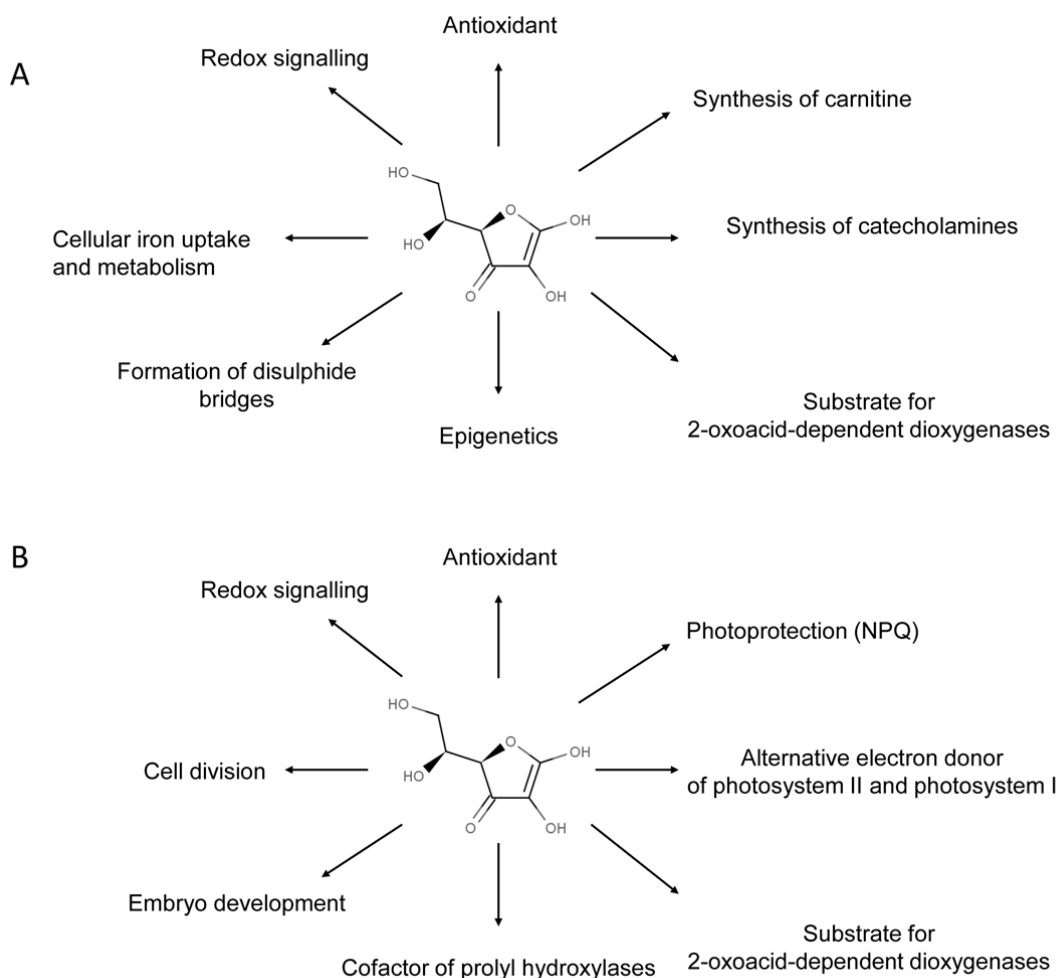 A
Antioxidant
Redox signalling
Synthesis of carnitine
HO
O
OH
HO
O
OH
Synthesis of catecholamines
Cellular iron uptake
and metabolism
Formation of disulphide
bridges
Substrate for
2-oxoacid-dependent dioxygenases
Epigenetics
B
Antioxidant
Redox signalling
Photoprotection (NPQ)
HO
O
OH
HO
O
OH
Alternative electron donor
of photosystem II and photosystem I
Cell division
Embryo development
Substrate for
2-oxoacid-dependent dioxygenases
Cofactor of prolyl hydroxylases